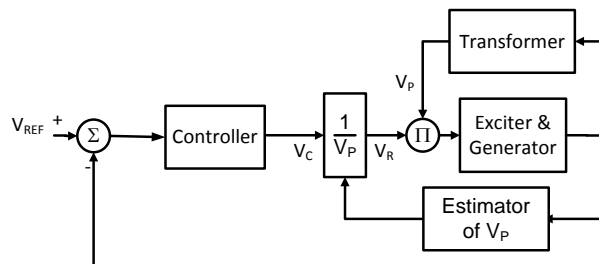 Transformer
V_P
V_REF
+
Σ
-
Controller
V_C
1
V_P
V_R
Π
Exciter &
Generator
Estimator
of V_P